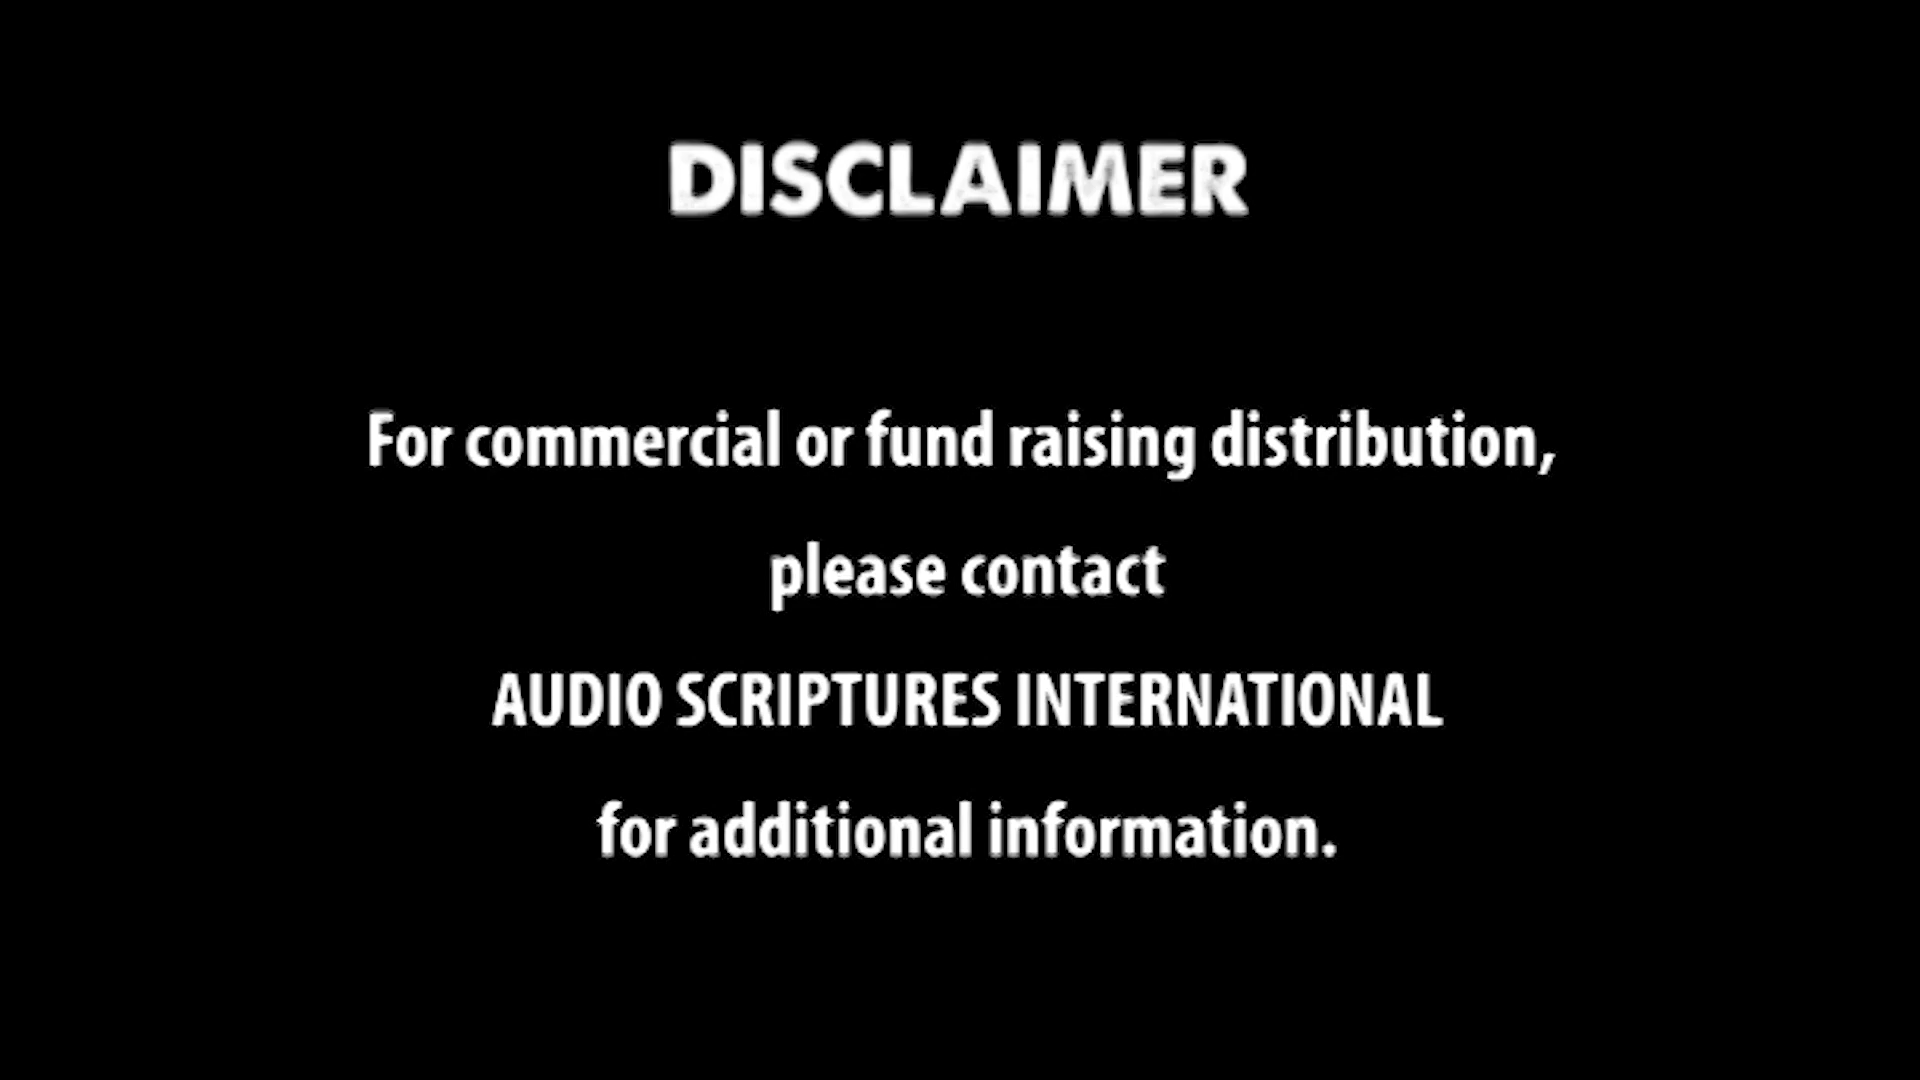 DISCLAIMER
For commercial or fund raising distribution,
please contact
AUDIO SCRIPTURES INTERNATIONAL
for additional information.